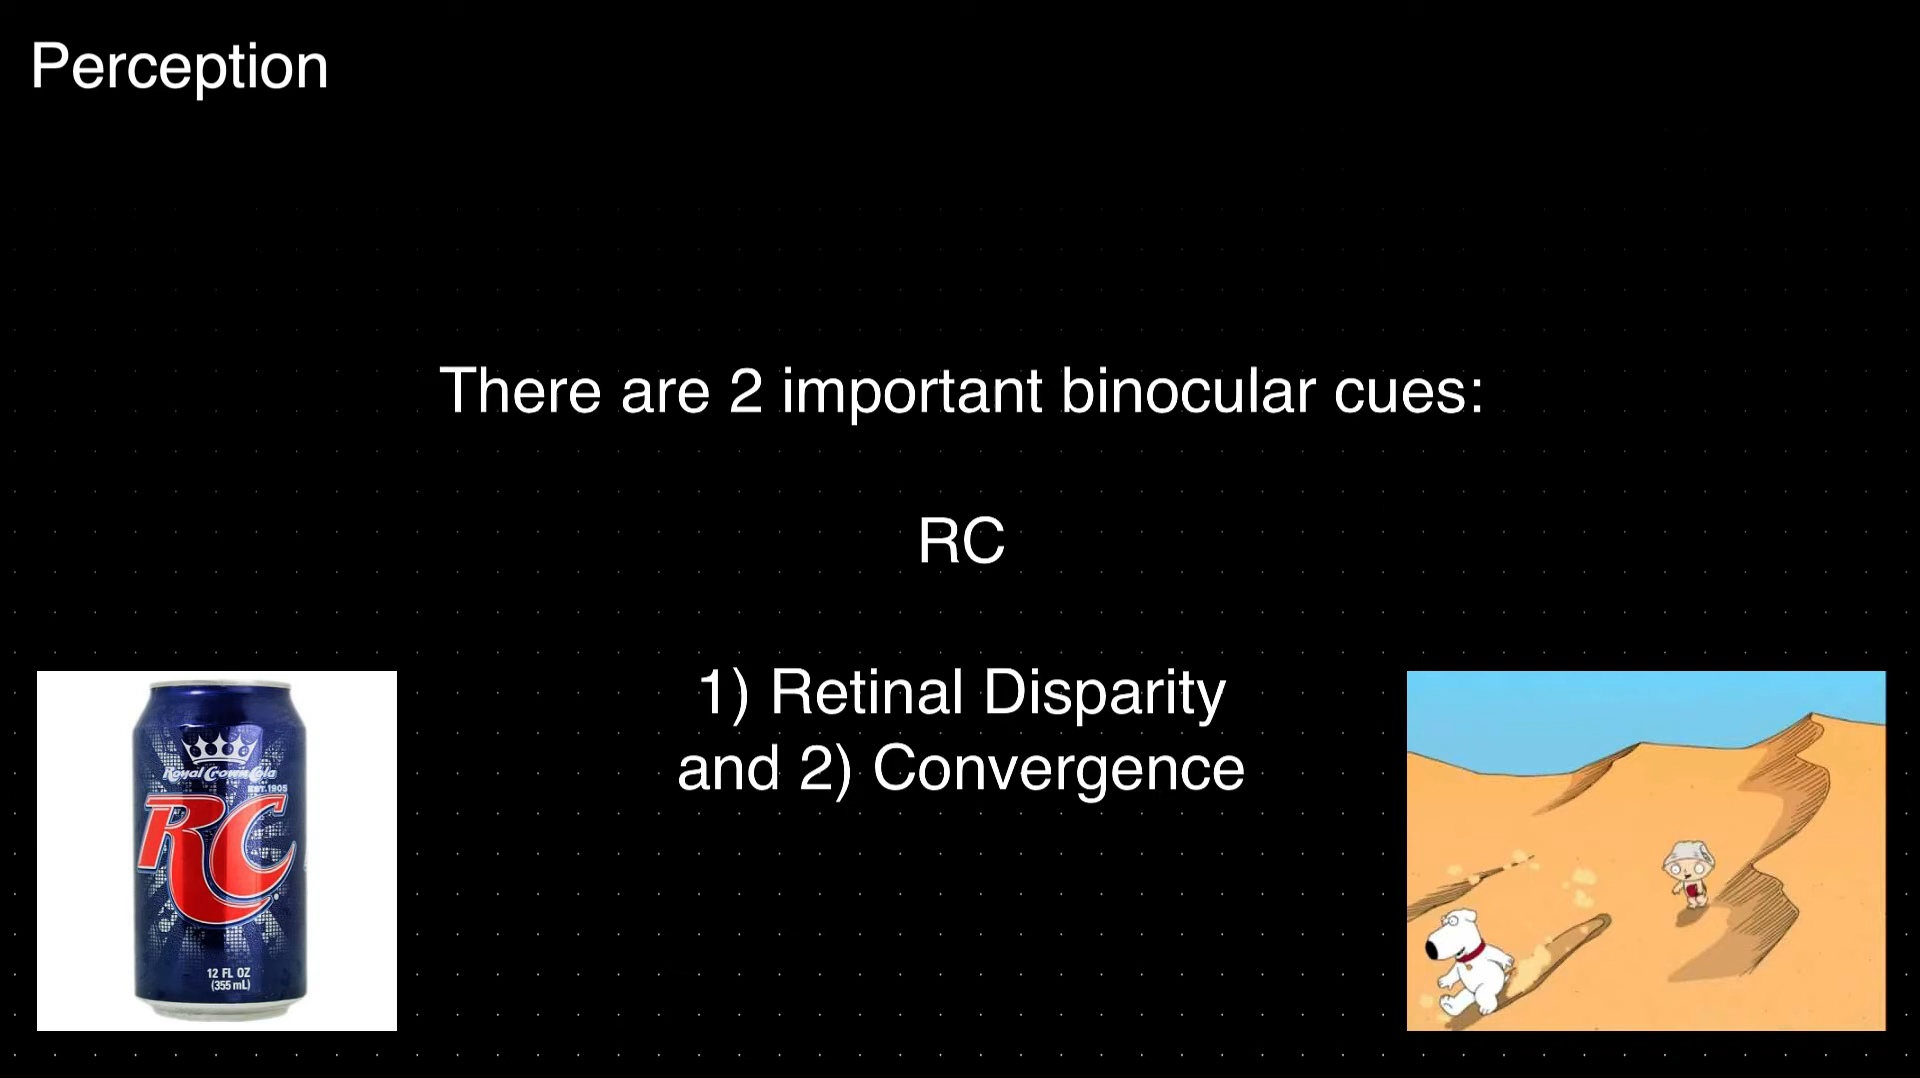 Perception
There are 2 important binocular cues:
RC
1) Retinal Disparity
and 2) Convergence
Royal Crown Cola
EST.1905
RC
12 FL OZ
(355 mL)